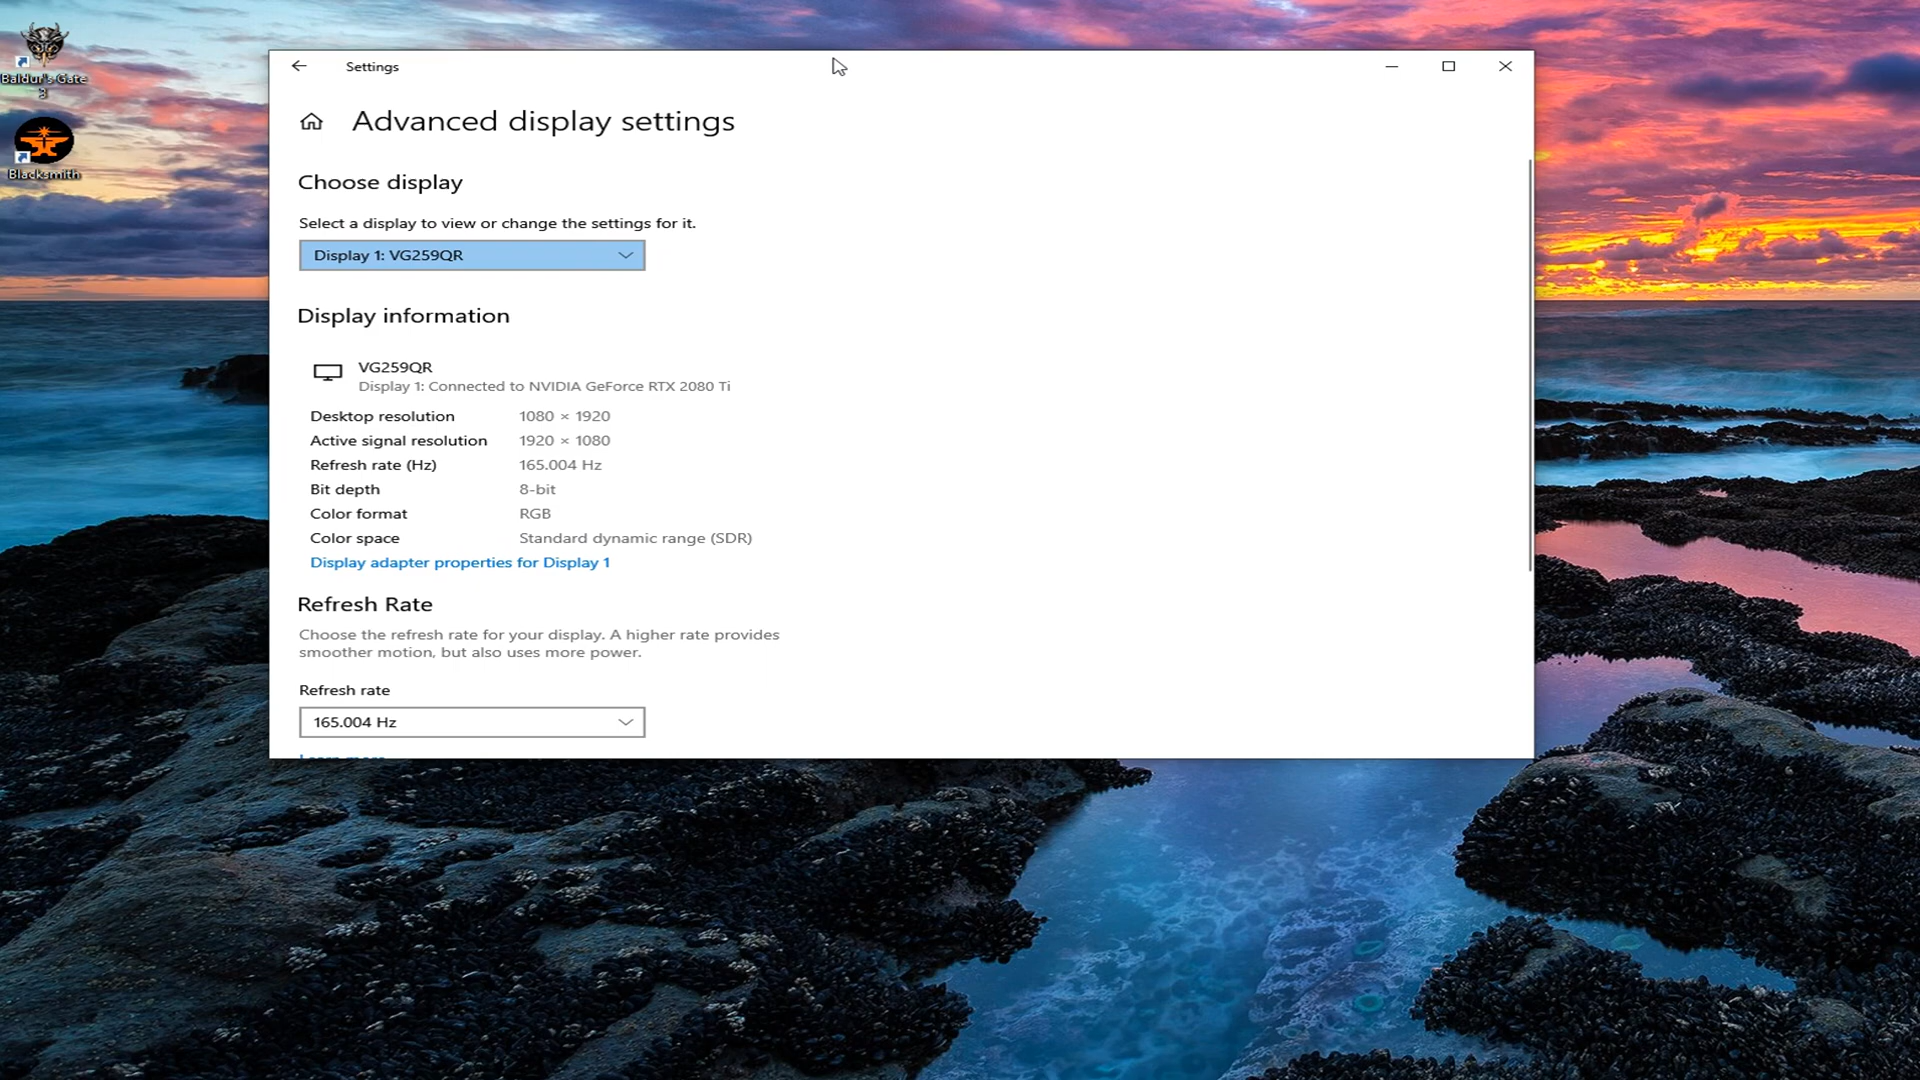 Baldur's Gate
3
Blacksmith
Settings
Advanced display settings
Choose display
Select a display to view or change the settings for it.
Display 1: VG259QR
Display information
VG259QR
Display 1: Connected to NVIDIA GeForce RTX 2080 Ti
Desktop resolution 1080 × 1920
Active signal resolution 1920 × 1080
Refresh rate (Hz) 165.004 Hz
Bit depth 8-bit
Color format RGB
Color space Standard dynamic range (SDR)
Display adapter properties for Display 1
Refresh Rate
Choose the refresh rate for your display. A higher rate provides
smoother motion, but also uses more power.
Refresh rate
165.004 Hz